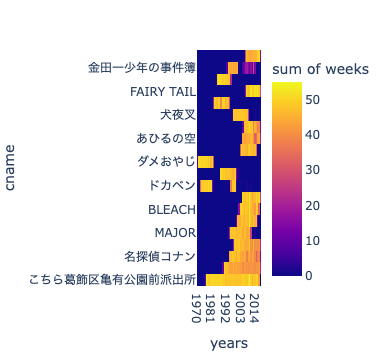 sum of weeks
cname
金田一少年の事件簿
FAIRY TAIL
犬夜叉
あひるの空
ダメおやじ
ドカベン
BLEACH
MAJOR
名探偵コナン
こちら葛飾区亀有公園前派出所
50
40
30
20
10
0
1970
1981
1992
2003
2014
years